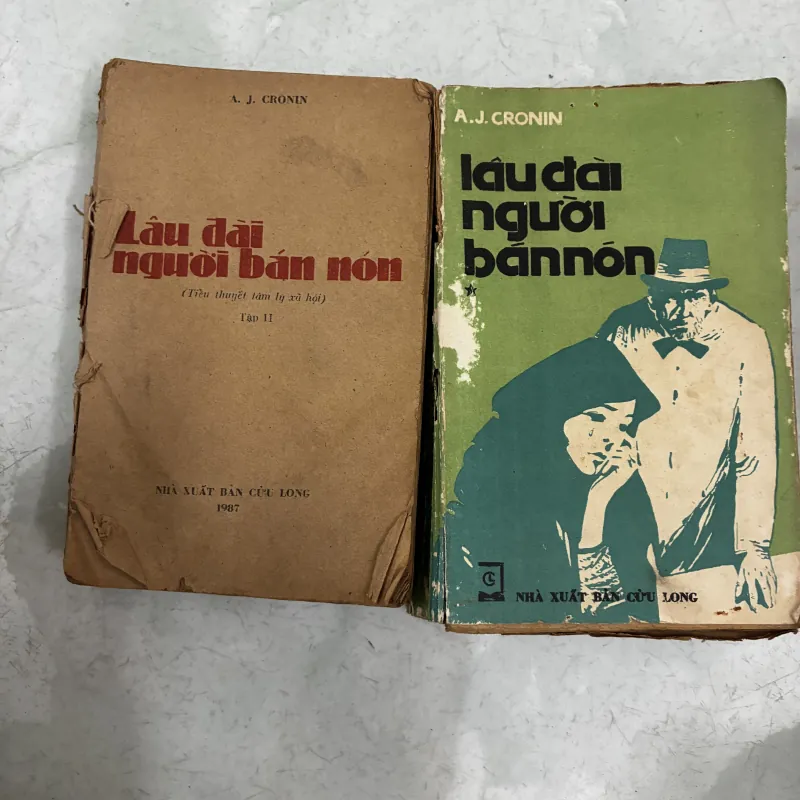 A. J. CRONIN
Lâu đài
người bán nón
(Tiểu thuyết tâm lý xã hội)
Tập II
NHÀ XUẤT BẢN CỬU LONG
1987
A.J. CRONIN
lâu đài
người
bán nón
*
NHÀ XUẤT BẢN CỬU LONG